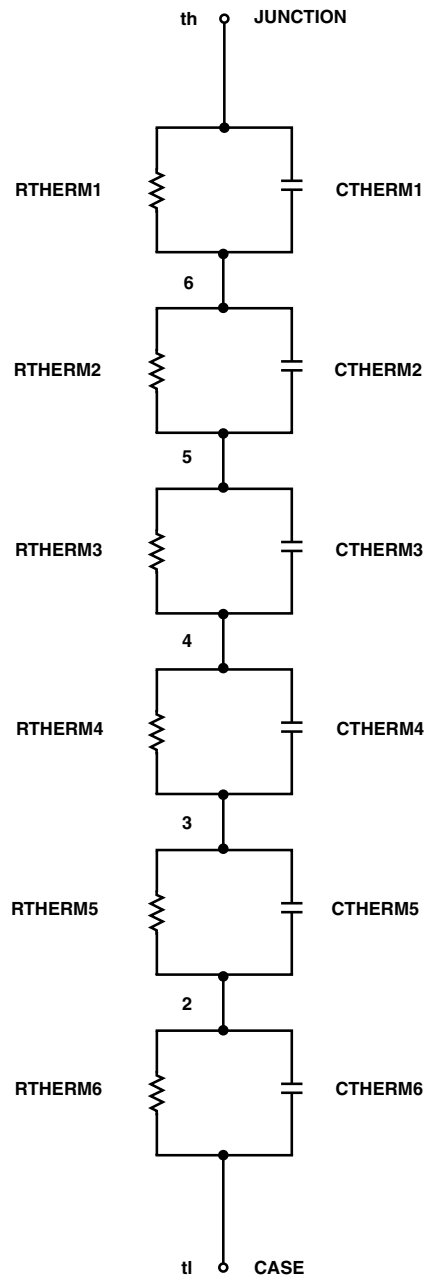 th JUNCTION
RTHERM1 CTHERM1
6
RTHERM2 CTHERM2
5
RTHERM3 CTHERM3
4
RTHERM4 CTHERM4
3
RTHERM5 CTHERM5
2
RTHERM6 CTHERM6
tl CASE